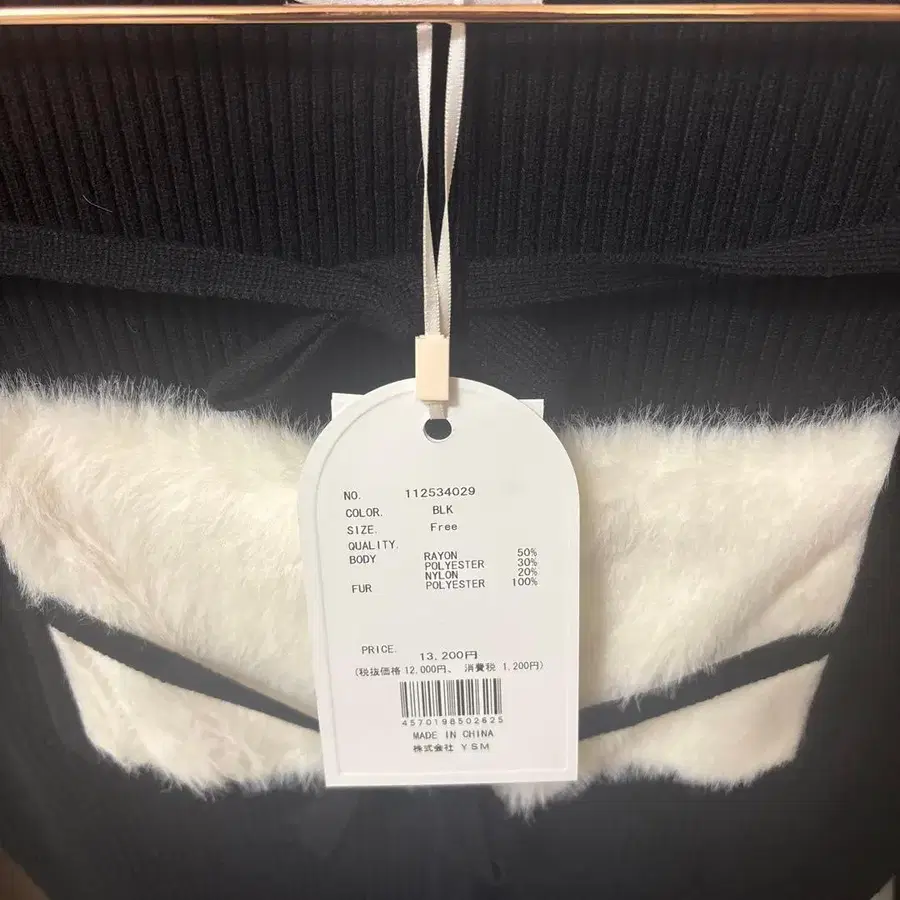 NO. 112534029
COLOR. BLK
SIZE. Free
QUALITY.
BODY RAYON 50%
POLYESTER 30%
NYLON 20%
FUR POLYESTER 100%
PRICE. 13,200円
(税抜価格 12,000円、 消費税 1,200円)
4570198502625
MADE IN CHINA
株式会社 YSM